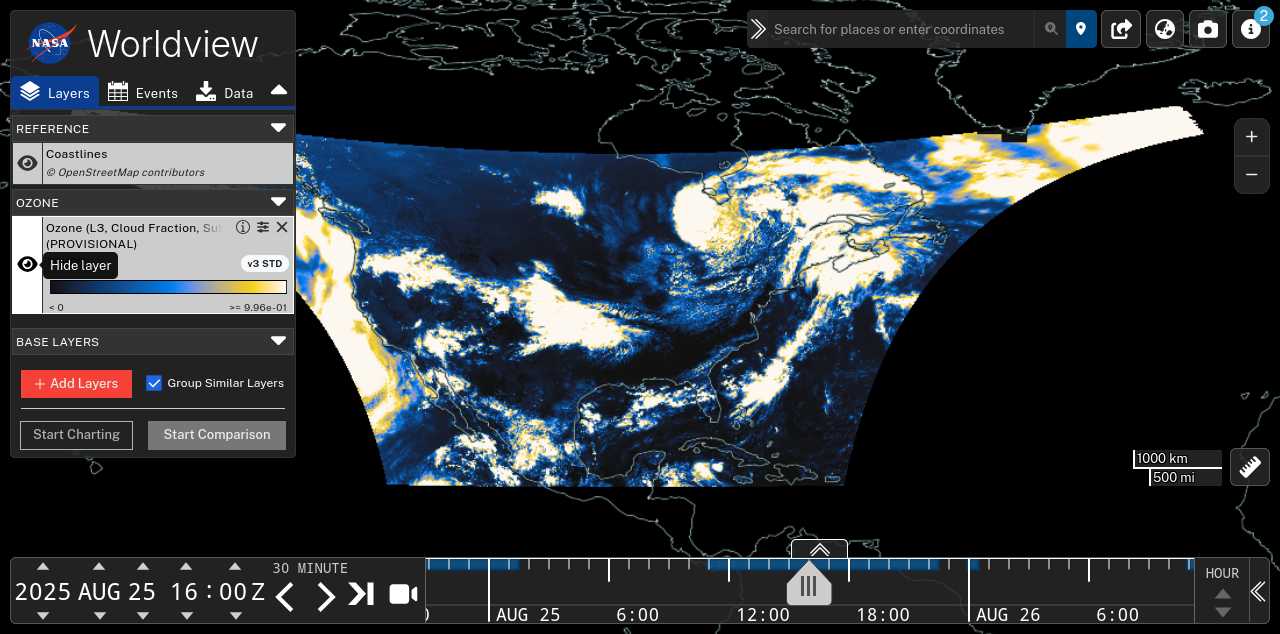 NASA
Worldview
Layers
Events
Data
REFERENCE
Coastlines
© OpenStreetMap contributors
OZONE
Ozone (L3, Cloud Fraction, Su
(PROVISIONAL)
v3 STD
Hide layer
< 0
>= 9.96e-01
BASE LAYERS
+ Add Layers
Group Similar Layers
Start Charting
Start Comparison
Search for places or enter coordinates
2
+
−
1000 km
500 mi
2025 AUG 25 16 : 00 Z
30 MINUTE
AUG 25
6:00
12:00
18:00
AUG 26
6:00
HOUR